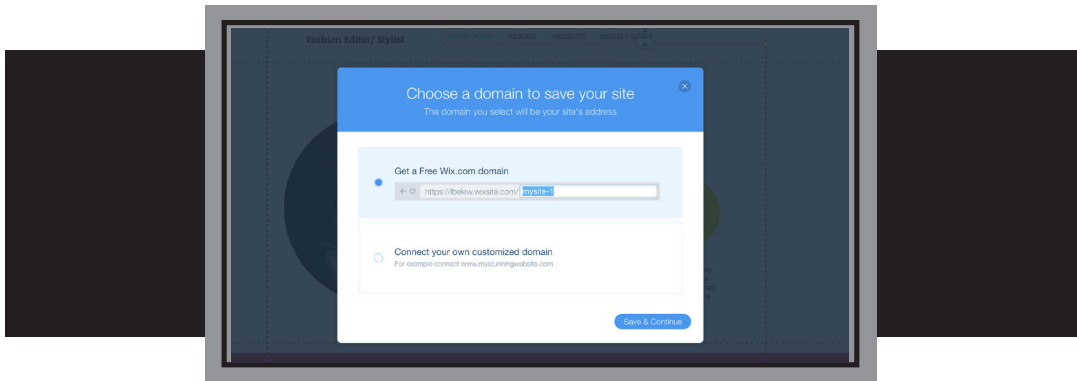 Fashion Editor/ Stylist
PROJECTS
Choose a domain to save your site
The domain you select will be your site's address
Get a Free Wix.com domain
https://lbelew.wixsite.com/ mysite-1
Connect your own customized domain
For example connect www.mystunningwebsite.com
Save & Continue